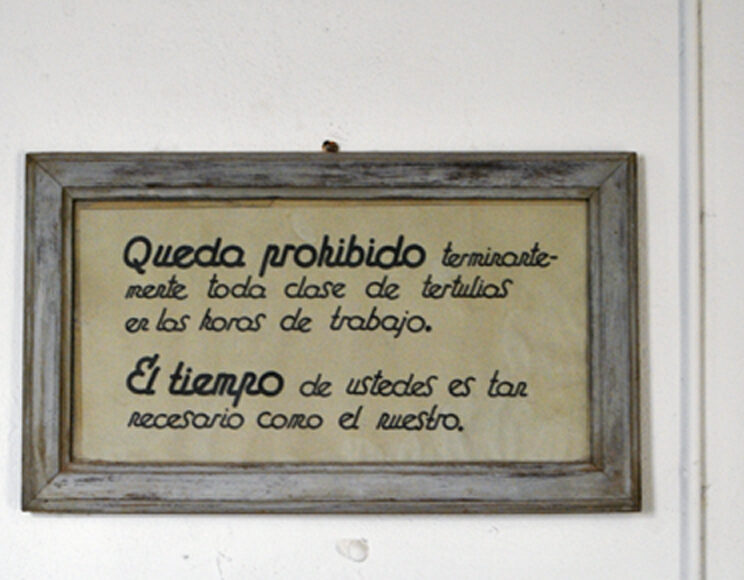 Queda prohibido terminante-
mente toda clase de tertulias
en las horas de trabajo.
El tiempo de ustedes es tan
necesario como el nuestro.